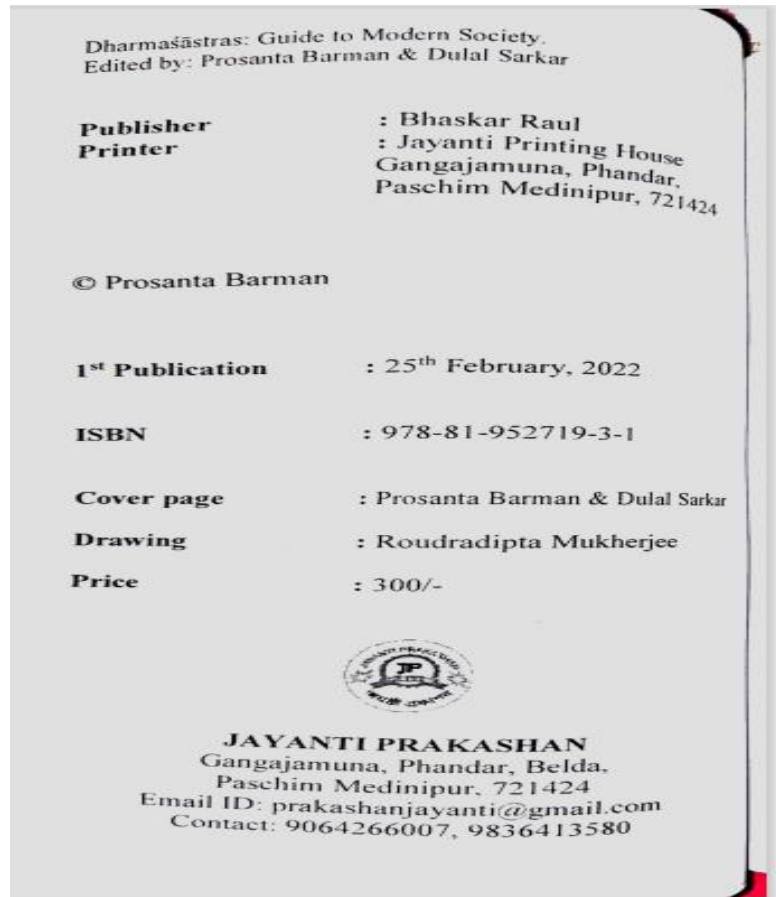 Dharmaśāstras: Guide to Modern Society.
Edited by: Prosanta Barman & Dulal Sarkar
Publisher : Bhaskar Raul
Printer : Jayanti Printing House
Gangajamuna, Phandar,
Paschim Medinipur, 721424
© Prosanta Barman
1st Publication : 25th February, 2022
ISBN : 978-81-952719-3-1
Cover page : Prosanta Barman & Dulal Sarkar
Drawing : Roudradipta Mukherjee
Price : 300/-
JAYANTI PRAKASHAN
JP
JAYANTI PRAKASHAN
Gangajamuna, Phandar, Belda,
Paschim Medinipur, 721424
Email ID: prakashanjayanti@gmail.com
Contact: 9064266007, 9836413580